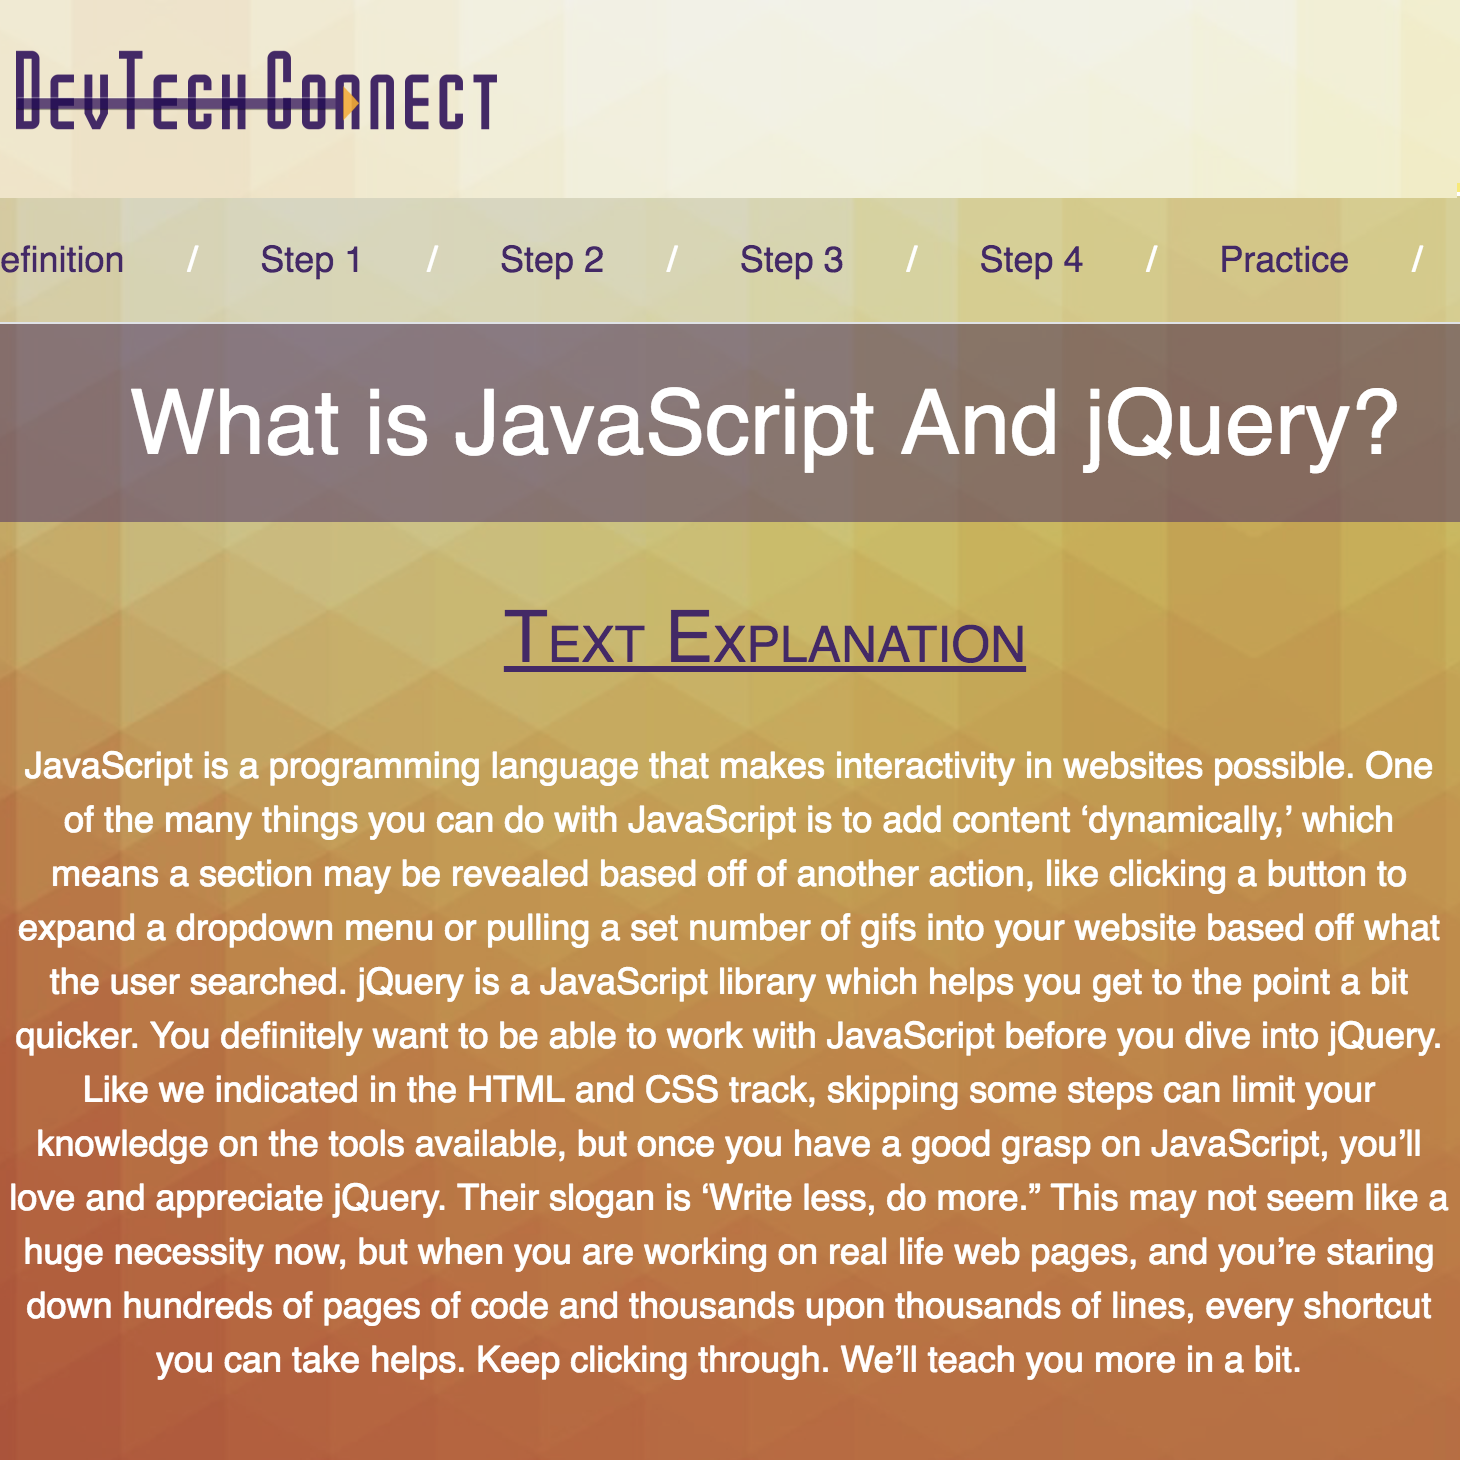 DevTech Connect
efinition / Step 1 / Step 2 / Step 3 / Step 4 / Practice /
What is JavaScript And jQuery?
Text Explanation
JavaScript is a programming language that makes interactivity in websites possible. One
of the many things you can do with JavaScript is to add content ‘dynamically,’ which
means a section may be revealed based off of another action, like clicking a button to
expand a dropdown menu or pulling a set number of gifs into your website based off what
the user searched. jQuery is a JavaScript library which helps you get to the point a bit
quicker. You definitely want to be able to work with JavaScript before you dive into jQuery.
Like we indicated in the HTML and CSS track, skipping some steps can limit your
knowledge on the tools available, but once you have a good grasp on JavaScript, you’ll
love and appreciate jQuery. Their slogan is ‘Write less, do more.” This may not seem like a
huge necessity now, but when you are working on real life web pages, and you’re staring
down hundreds of pages of code and thousands upon thousands of lines, every shortcut
you can take helps. Keep clicking through. We’ll teach you more in a bit.